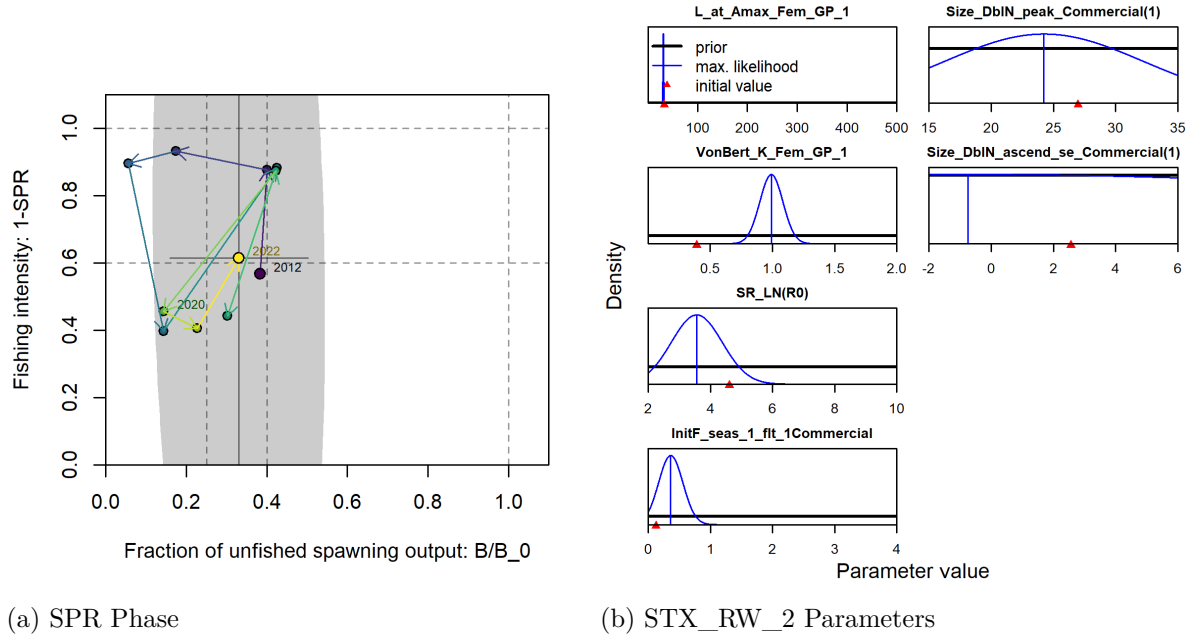 Fishing intensity: 1-SPR
1.0
0.8
0.6
0.4
0.2
0.0
2022
2012
2020
0.0 0.2 0.4 0.6 0.8 1.0
Fraction of unfished spawning output: B/B_0
(a) SPR Phase
L_at_Amax_Fem_GP_1
prior
max. likelihood
initial value
100 200 300 400 500
Size_DblN_peak_Commercial(1)
15 20 25 30 35
VonBert_K_Fem_GP_1
0.5 1.0 1.5 2.0
Size_DblN_ascend_se_Commercial(1)
-2 0 2 4 6
SR_LN(R0)
2 4 6 8 10
InitF_seas_1_flt_1Commercial
0 1 2 3 4
Density
Parameter value
(b) STX_RW_2 Parameters